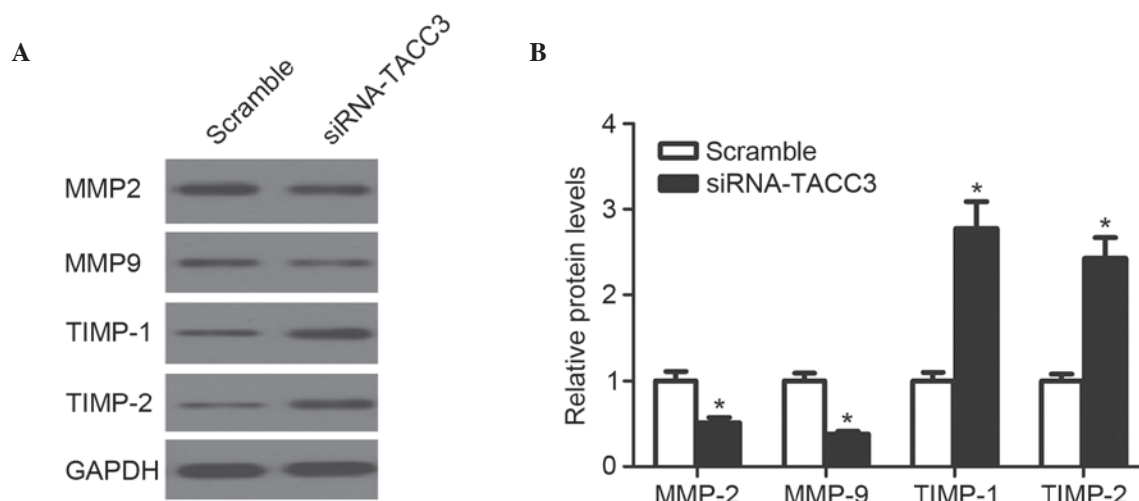 A
Scramble
siRNA-TACC3
MMP2
MMP9
TIMP-1
TIMP-2
GAPDH
B
Relative protein levels
4
3
2
1
0
Scramble
siRNA-TACC3
*
*
*
*
MMP-2
MMP-9
TIMP-1
TIMP-2